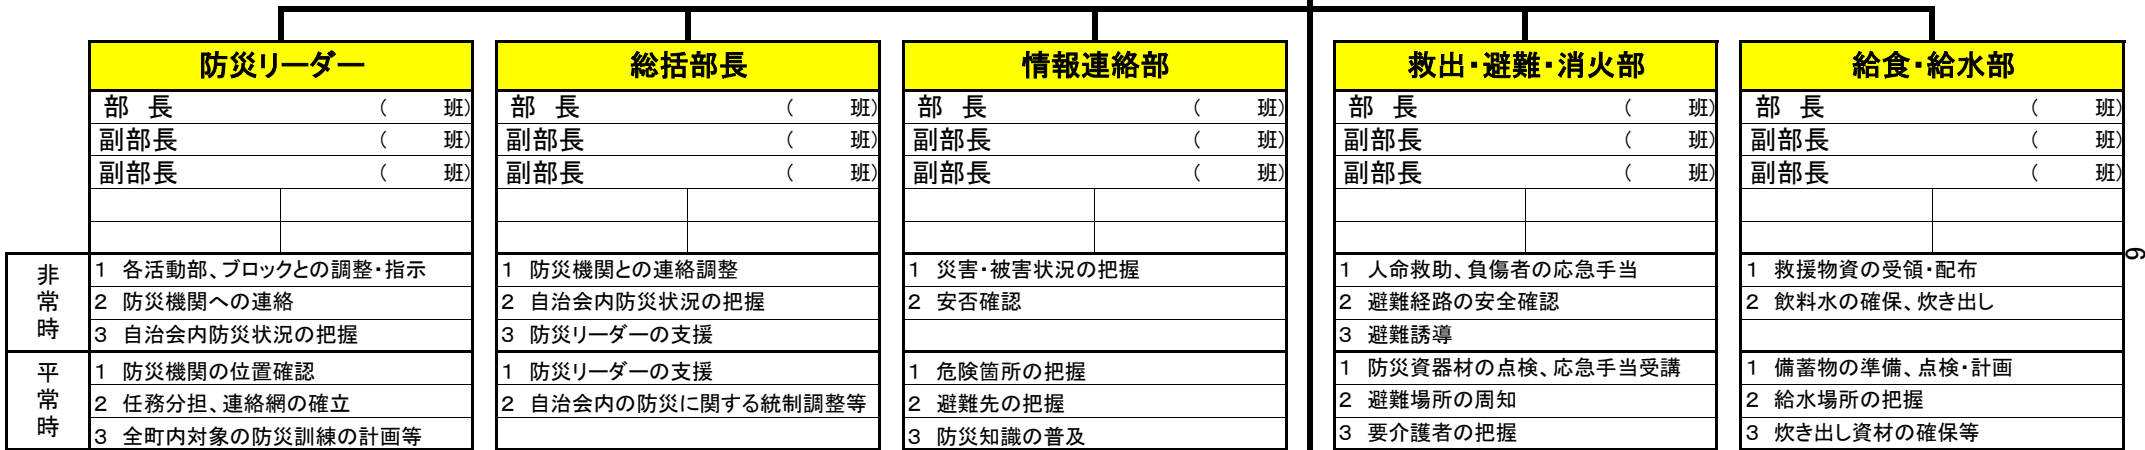 防災リーダー
部 長 ( 班)
副部長 ( 班)
副部長 ( 班)
総括部長
部 長 ( 班)
副部長 ( 班)
副部長 ( 班)
情報連絡部
部 長 ( 班)
副部長 ( 班)
副部長 ( 班)
救出・避難・消火部
部 長 ( 班)
副部長 ( 班)
副部長 ( 班)
給食・給水部
部 長 ( 班)
副部長 ( 班)
副部長 ( 班)
非常時
1 各活動部、ブロックとの調整・指示
2 防災機関への連絡
3 自治会内防災状況の把握
1 防災機関との連絡調整
2 自治会内防災状況の把握
3 防災リーダーの支援
1 災害・被害状況の把握
2 安否確認
1 人命救助、負傷者の応急手当
2 避難経路の安全確認
3 避難誘導
1 救援物資の受領・配布
2 飲料水の確保、炊き出し
平常時
1 防災機関の位置確認
2 任務分担、連絡網の確立
3 全町内対象の防災訓練の計画等
1 防災リーダーの支援
2 自治会内の防災に関する統制調整等
1 危険箇所の把握
2 避難先の把握
3 防災知識の普及
1 防災資器材の点検、応急手当受講
2 避難場所の周知
3 要介護者の把握
1 備蓄物の準備、点検・計画
2 給水場所の把握
3 炊き出し資材の確保等